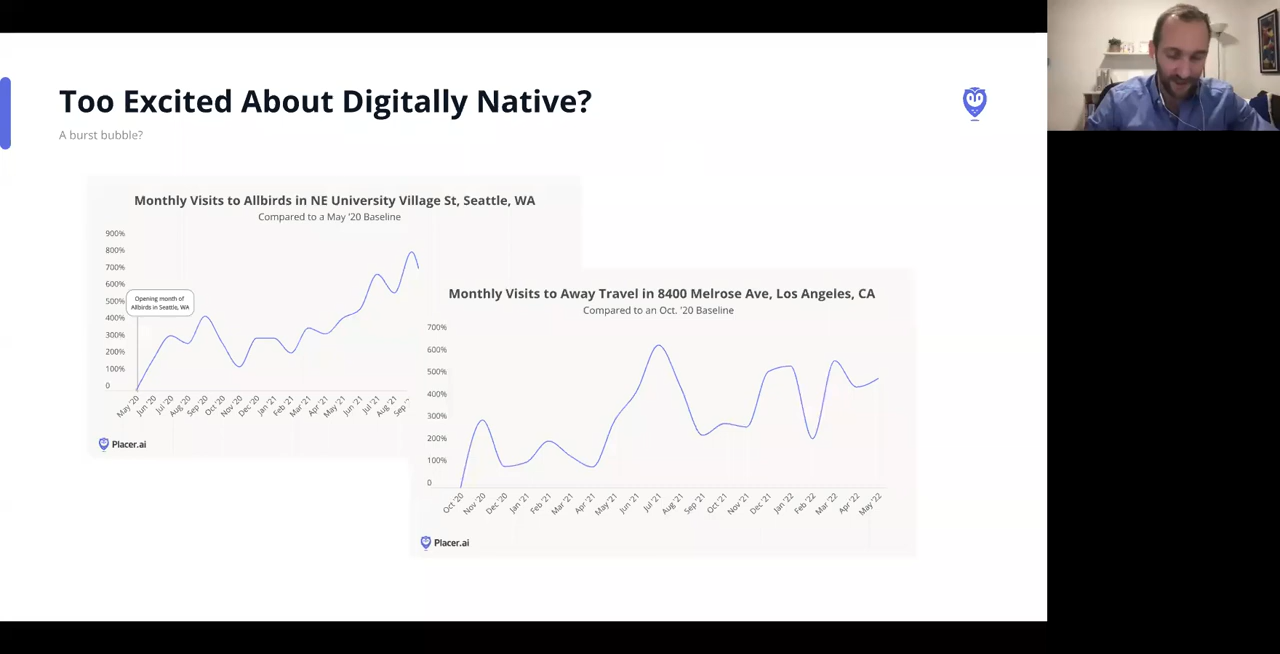 Too Excited About Digitally Native?
A burst bubble?
Monthly Visits to Allbirds in NE University Village St, Seattle, WA
Compared to a May '20 Baseline
900%
800%
700%
600%
500%
400%
300%
200%
100%
0
Opening month of
Allbirds in Seattle, WA
May '20
Jun '20
Jul '20
Aug '20
Sep '20
Oct '20
Nov '20
Dec '20
Jan '21
Feb '21
Mar '21
Apr '21
May '21
Jun '21
Jul '21
Aug '21
Sep '
Placer.ai
Monthly Visits to Away Travel in 8400 Melrose Ave, Los Angeles, CA
Compared to an Oct. '20 Baseline
700%
600%
500%
400%
300%
200%
100%
0
Oct '20
Nov '20
Dec '20
Jan '21
Feb '21
Mar '21
Apr '21
May '21
Jun '21
Jul '21
Aug '21
Sep '21
Oct '21
Nov '21
Dec '21
Jan '22
Feb '22
Mar '22
Apr '22
May '22
Placer.ai